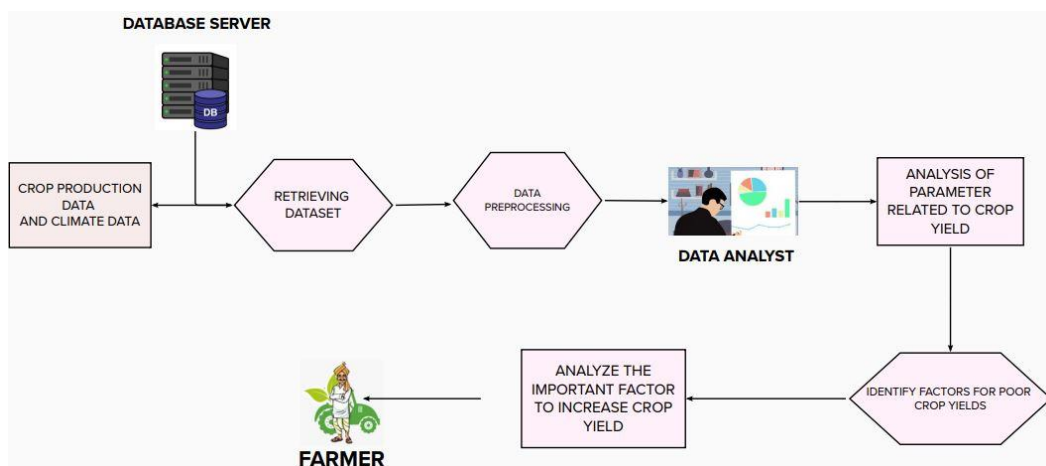 DATABASE SERVER
DB
CROP PRODUCTION
DATA
AND CLIMATE DATA
RETRIEVING
DATASET
DATA
PREPROCESSING
DATA ANALYST
ANALYSIS OF
PARAMETER
RELATED TO CROP
YIELD
IDENTIFY FACTORS FOR POOR
CROP YIELDS
ANALYZE THE
IMPORTANT FACTOR
TO INCREASE CROP
YIELD
FARMER